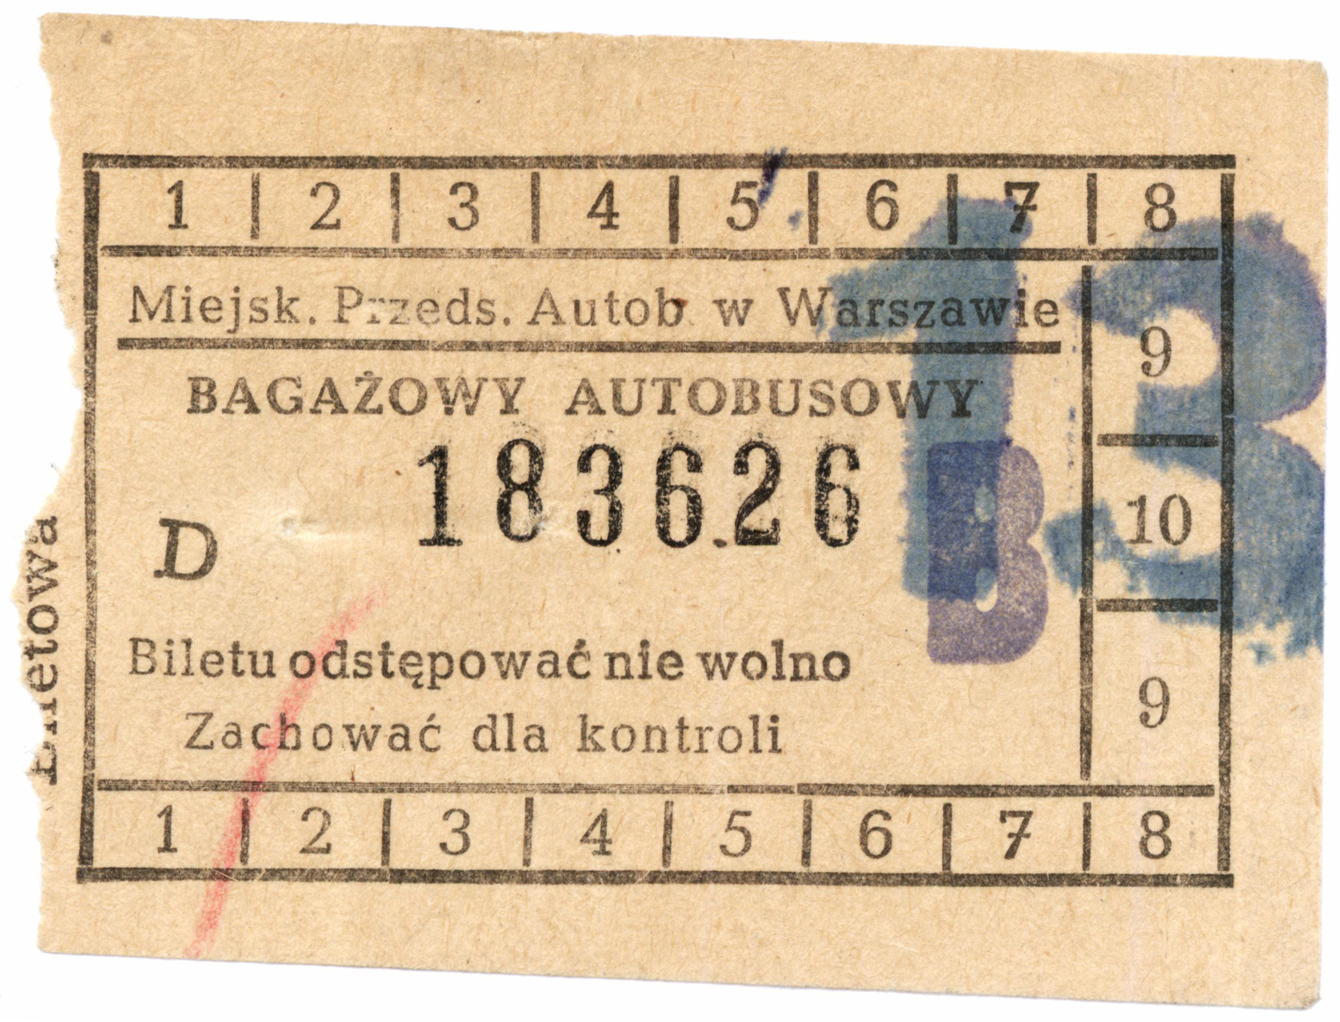 1 2 3 4 5 6 7 8
Miejsk. Przeds. Autob. w Warszawie
9
BAGAŻOWY AUTOBUSOWY
183626
13
B
10
D
Biletu odstępować nie wolno
9
Zachować dla kontroli
1 2 3 4 5 6 7 8
Biletowa